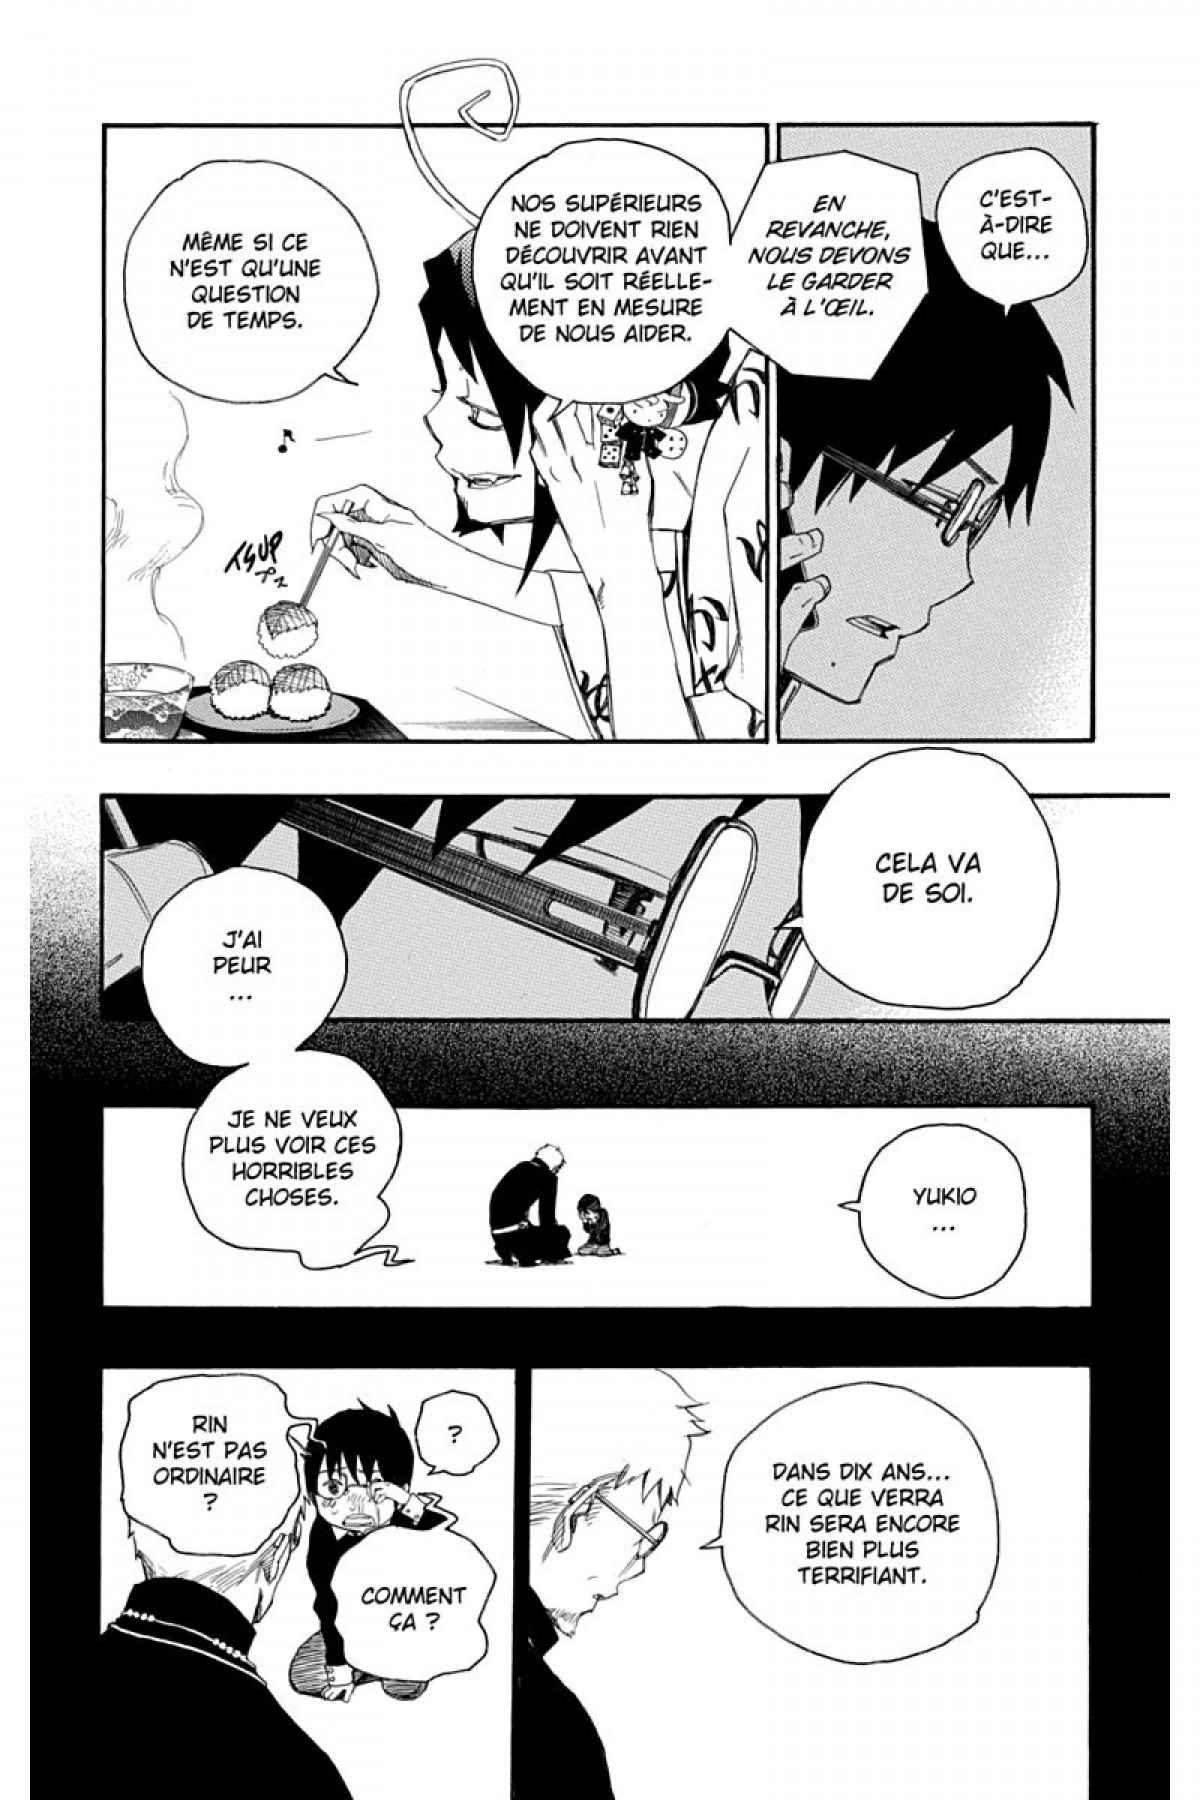 C'EST-
À-DIRE
QUE...
EN
REVANCHE,
NOUS DEVONS
LE GARDER
À L'ŒIL.
NOS SUPÉRIEURS
NE DOIVENT RIEN
DÉCOUVRIR AVANT
QU'IL SOIT RÉELLE-
MENT EN MESURE
DE NOUS AIDER.
MÊME SI CE
N'EST QU'UNE
QUESTION
DE TEMPS.
TSUP
CELA VA
DE SOI.
J'AI
PEUR
...
JE NE VEUX
PLUS VOIR CES
HORRIBLES
CHOSES.
YUKIO
...
DANS DIX ANS...
CE QUE VERRA
RIN SERA ENCORE
BIEN PLUS
TERRIFIANT.
?
RIN
N'EST PAS
ORDINAIRE
?
COMMENT
ÇA ?